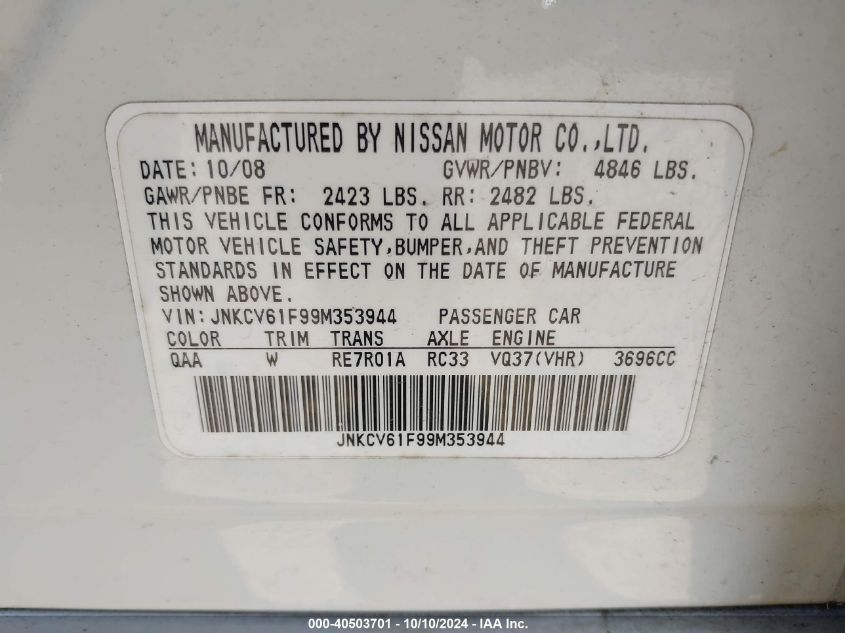 MANUFACTURED BY NISSAN MOTOR CO.,LTD.
DATE: 10/08 GVWR/PNBV: 4846 LBS.
GAWR/PNBE FR: 2423 LBS. RR: 2482 LBS.
THIS VEHICLE CONFORMS TO ALL APPLICABLE FEDERAL
MOTOR VEHICLE SAFETY,BUMPER,AND THEFT PREVENTION
STANDARDS IN EFFECT ON THE DATE OF MANUFACTURE
SHOWN ABOVE.
VIN: JNKCV61F99M353944 PASSENGER CAR
COLOR TRIM TRANS AXLE ENGINE
QAA W RE7R01A RC33 VQ37(VHR) 3696CC
JNKCV61F99M353944
000-40503701 - 10/10/2024 - IAA Inc.